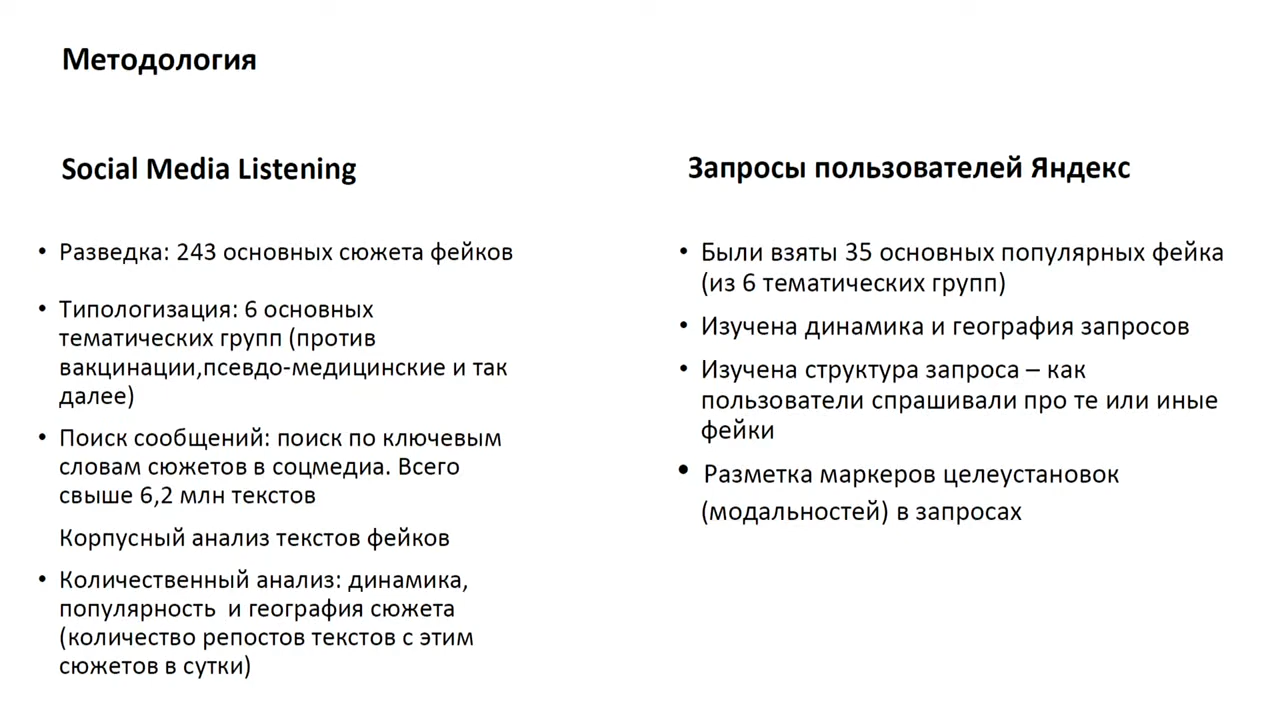 Методология
Social Media Listening
• Разведка: 243 основных сюжета фейков
• Типологизация: 6 основных
тематических групп (против
вакцинации,псевдо-медицинские и так
далее)
• Поиск сообщений: поиск по ключевым
словам сюжетов в соцмедиа. Всего
свыше 6,2 млн текстов
Корпусный анализ текстов фейков
• Количественный анализ: динамика,
популярность  и география сюжета
(количество репостов текстов с этим
сюжетов в сутки)
Запросы пользователей Яндекс
• Были взяты 35 основных популярных фейка
(из 6 тематических групп)
• Изучена динамика и география запросов
• Изучена структура запроса – как
пользователи спрашивали про те или иные
фейки
• Разметка маркеров целеустановок
(модальностей) в запросах